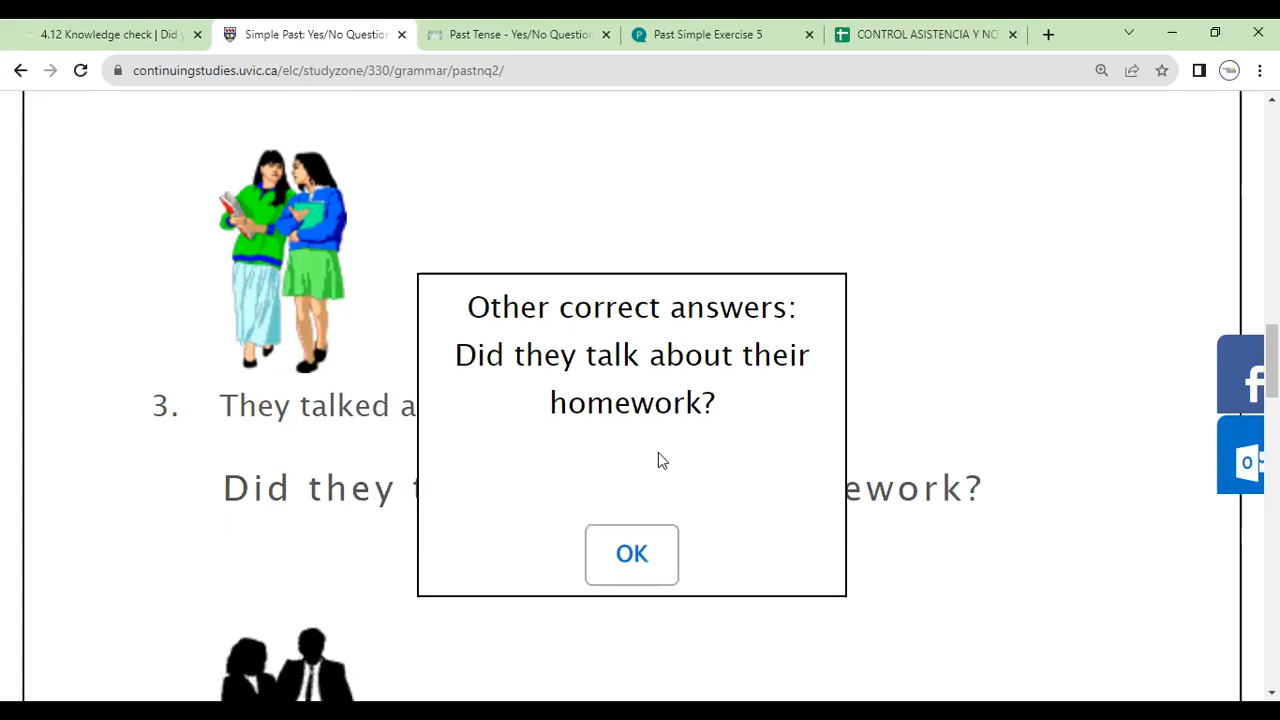 4.12 Knowledge check | Did y
Simple Past: Yes/No Question
Past Tense - Yes/No Question
Past Simple Exercise 5
CONTROL ASISTENCIA Y NO
continuingstudies.uvic.ca/elc/studyzone/330/grammar/pastnq2/
Other correct answers:
Did they talk about their
homework?
3. They talked a
Did they t ework?
OK